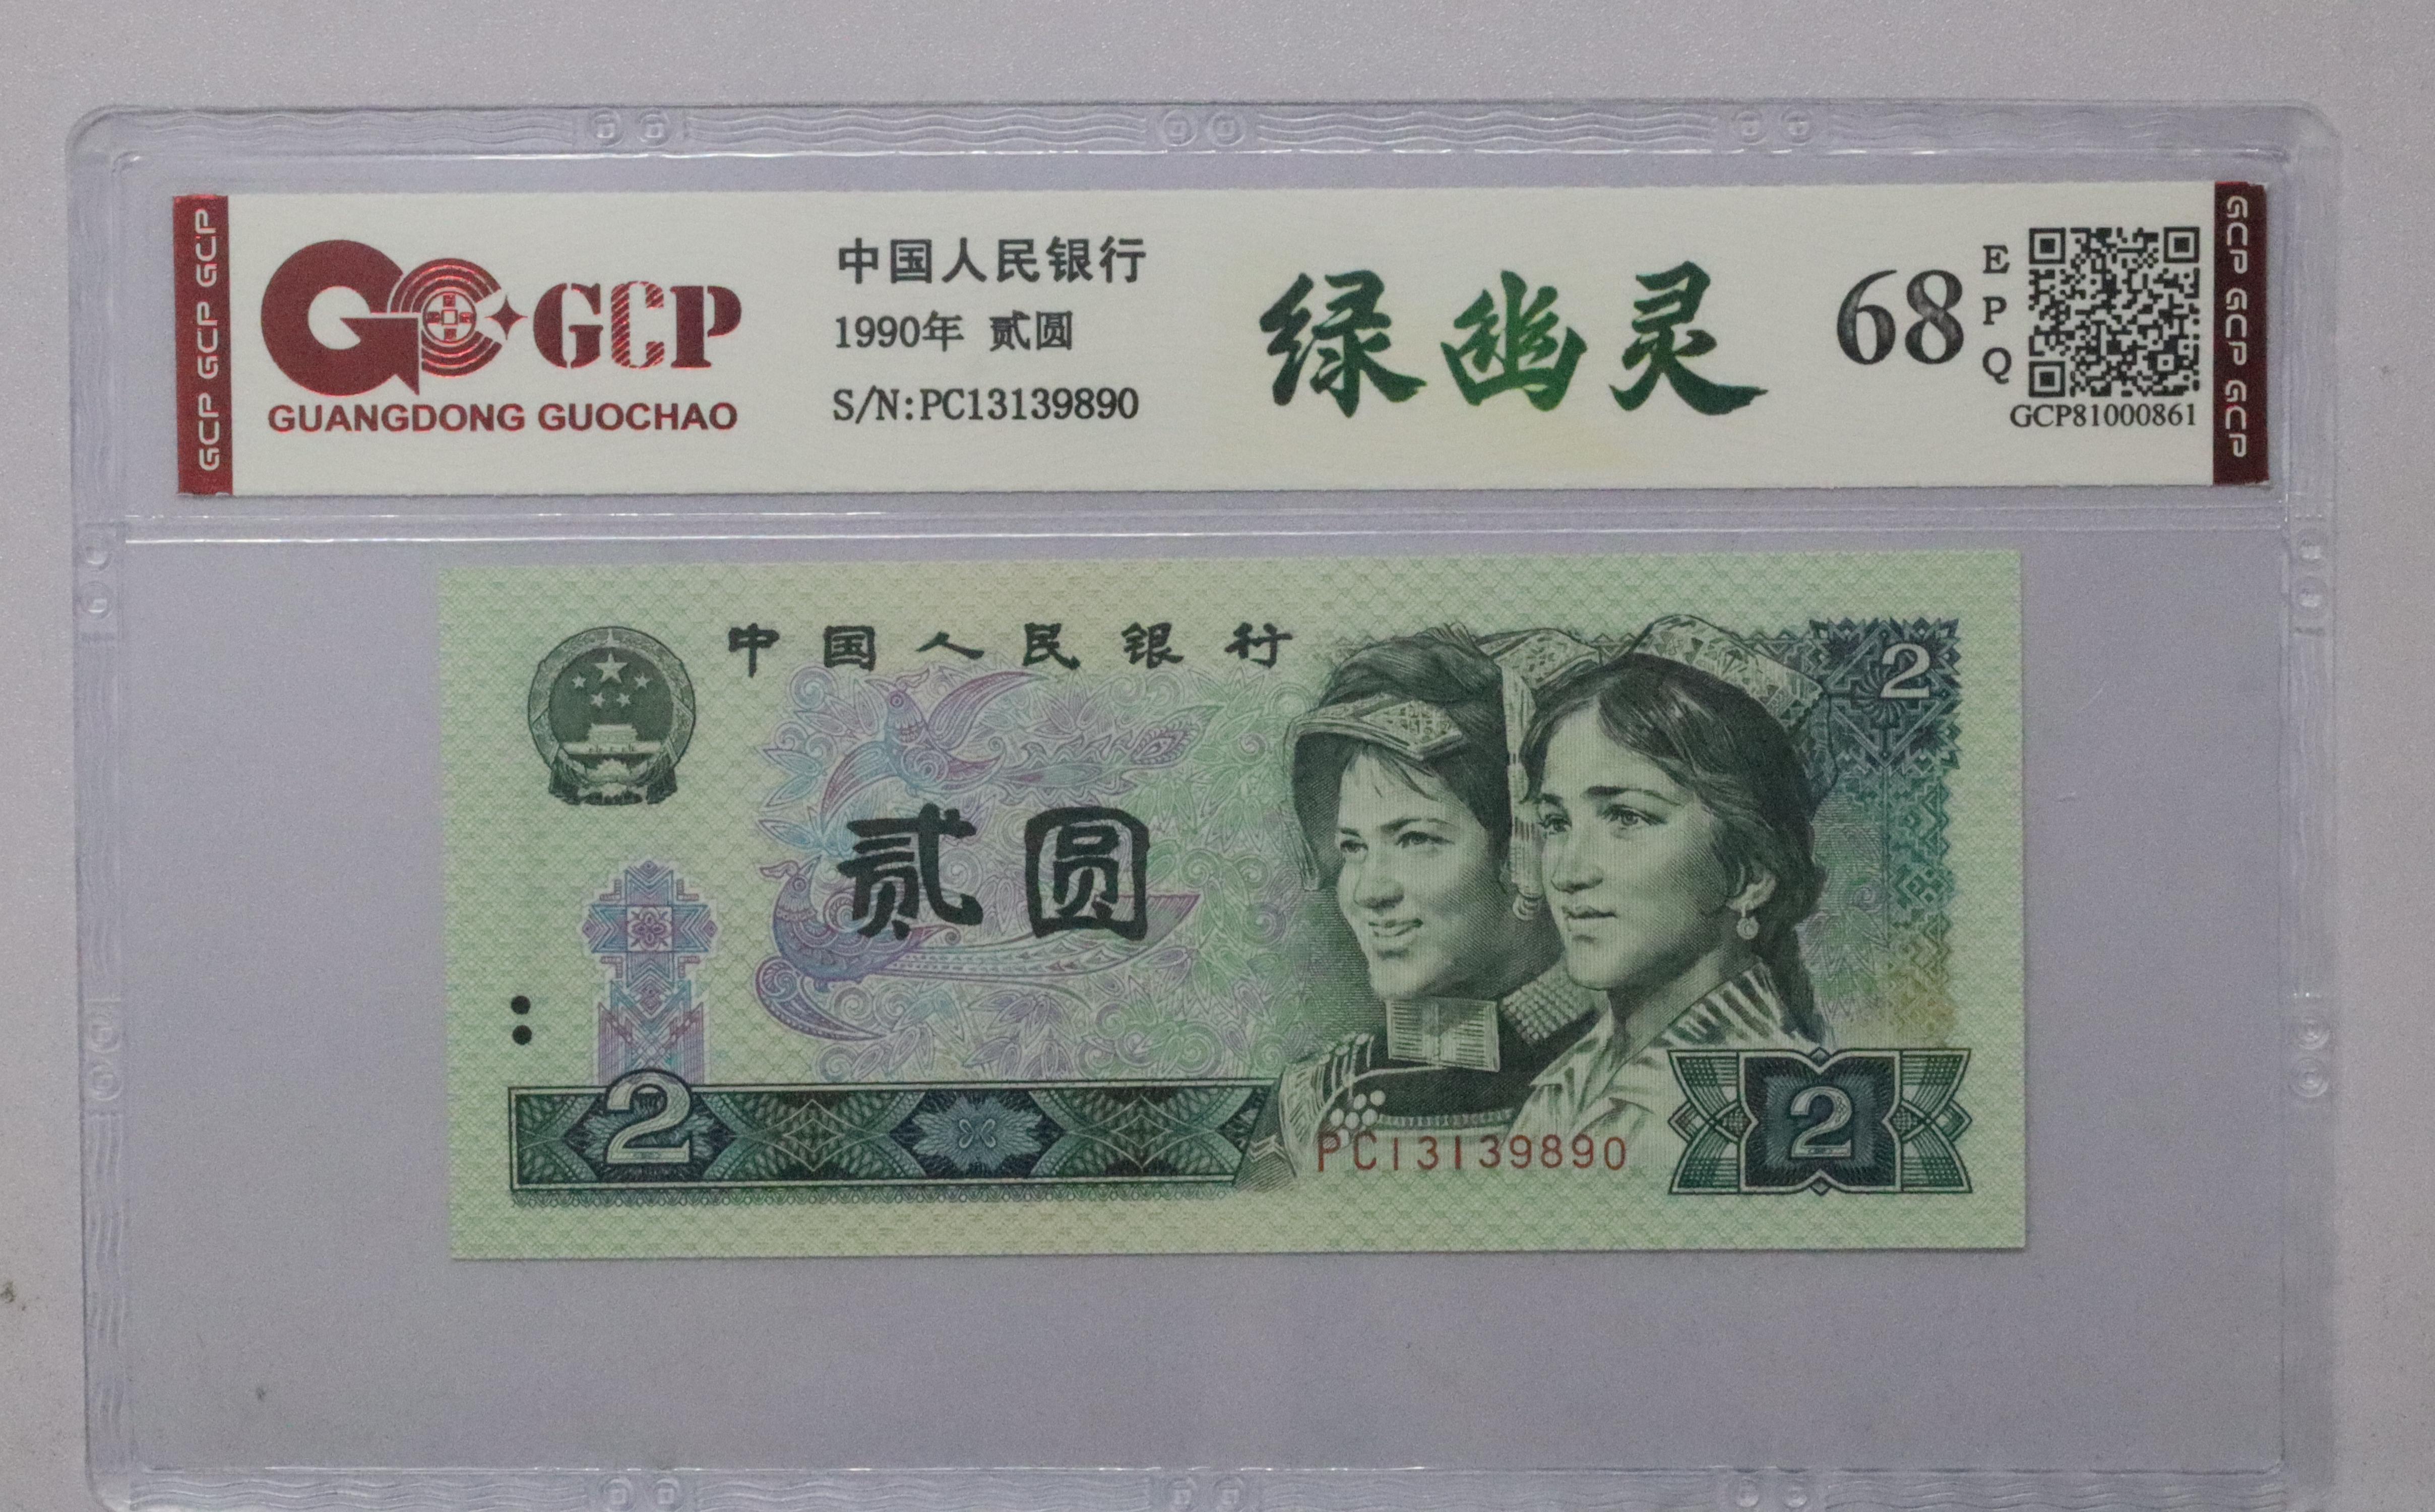 GCP GCP GCP
GCP
GUANGDONG GUOCHAO
中国人民银行
1990年 贰圆
S/N:PC13139890
绿幽灵
68
EPQ
GCP81000861
GCP GCP GCP
中国人民银行
2
贰圆
2
PC13139890
2